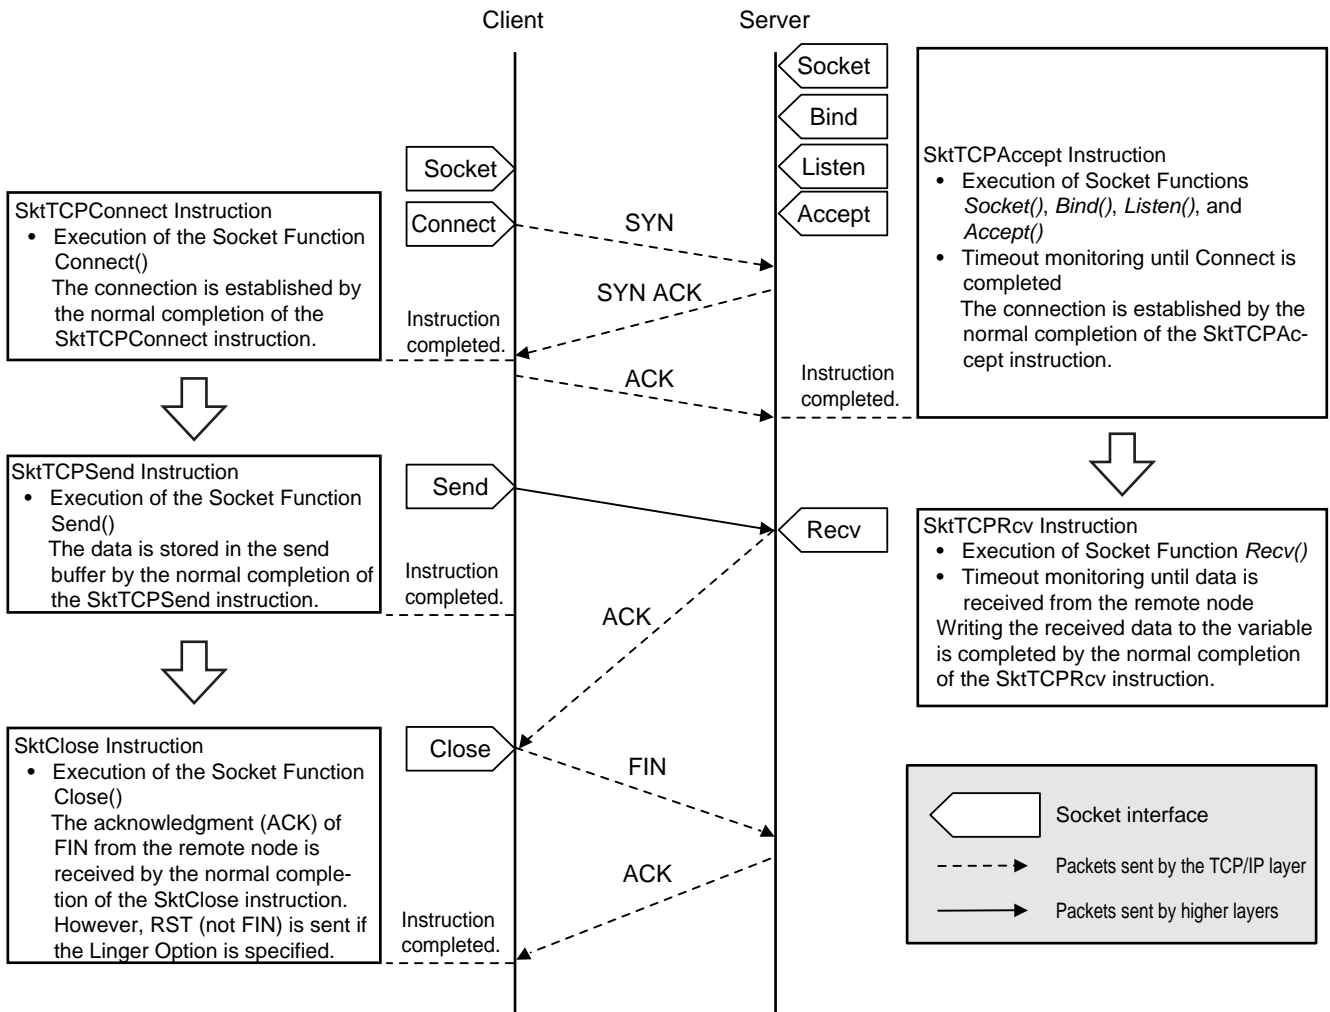 Client
Server
Socket
Bind
Listen
Accept
Socket
Connect
SktTCPConnect Instruction
• Execution of the Socket Function
Connect()
The connection is established by
the normal completion of the
SktTCPConnect instruction.
SYN
SYN ACK
Instruction
completed.
ACK
Instruction
completed.
SktTCPAccept Instruction
• Execution of Socket Functions
Socket(), Bind(), Listen(), and
Accept()
• Timeout monitoring until Connect is
completed
The connection is established by the
normal completion of the SktTCPAc-
cept instruction.
SktTCPSend Instruction
• Execution of the Socket Function
Send()
The data is stored in the send
buffer by the normal completion of
the SktTCPSend instruction.
Send
Recv
Instruction
completed.
ACK
SktTCPRcv Instruction
• Execution of Socket Function Recv()
• Timeout monitoring until data is
received from the remote node
Writing the received data to the variable
is completed by the normal completion
of the SktTCPRcv instruction.
SktClose Instruction
• Execution of the Socket Function
Close()
The acknowledgment (ACK) of
FIN from the remote node is
received by the normal comple-
tion of the SktClose instruction.
However, RST (not FIN) is sent if
the Linger Option is specified.
Close
FIN
ACK
Instruction
completed.
Socket interface
Packets sent by the TCP/IP layer
Packets sent by higher layers